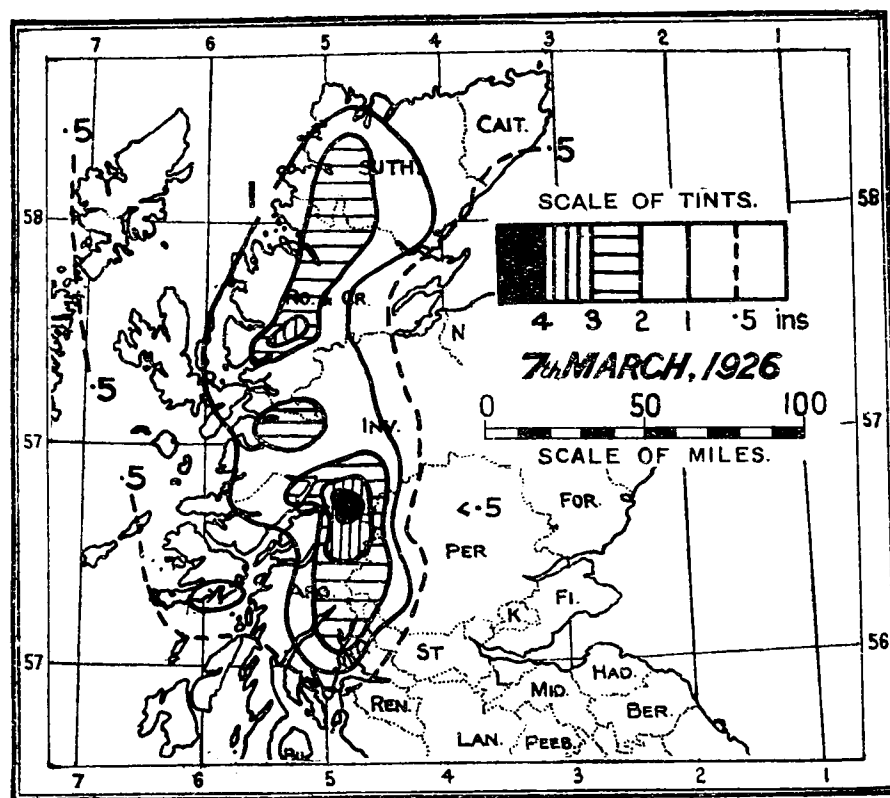 7 6 5 4 3 2 1
.5
CAIT.
.5
SUTH.
1
SCALE OF TINTS.
58
58
4 3 2 1 .5 ins
RO. & CR.
N
7th MARCH, 1926
.5
0 50 100
INV.
57
57
SCALE OF MILES.
.5
<.5
FOR.
PER
ARG.
K
FI.
57
ST
56
HAD.
MID.
REN.
BER.
LAN.
PEEB.
BU.
7 6 5 4 3 2 1